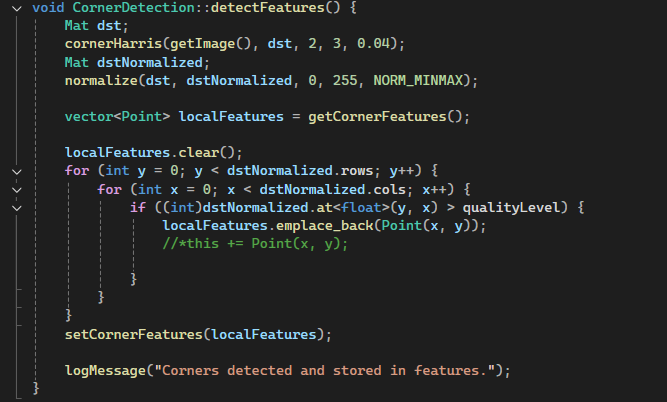 void CornerDetection::detectFeatures() {
    Mat dst;
    cornerHarris(getImage(), dst, 2, 3, 0.04);
    Mat dstNormalized;
    normalize(dst, dstNormalized, 0, 255, NORM_MINMAX);

    vector<Point> localFeatures = getCornerFeatures();

    localFeatures.clear();
    for (int y = 0; y < dstNormalized.rows; y++) {
        for (int x = 0; x < dstNormalized.cols; x++) {
            if ((int)dstNormalized.at<float>(y, x) > qualityLevel) {
                localFeatures.emplace_back(Point(x, y));
                //*this += Point(x, y);

            }
        }
    }
    setCornerFeatures(localFeatures);

    logMessage("Corners detected and stored in features.");
}